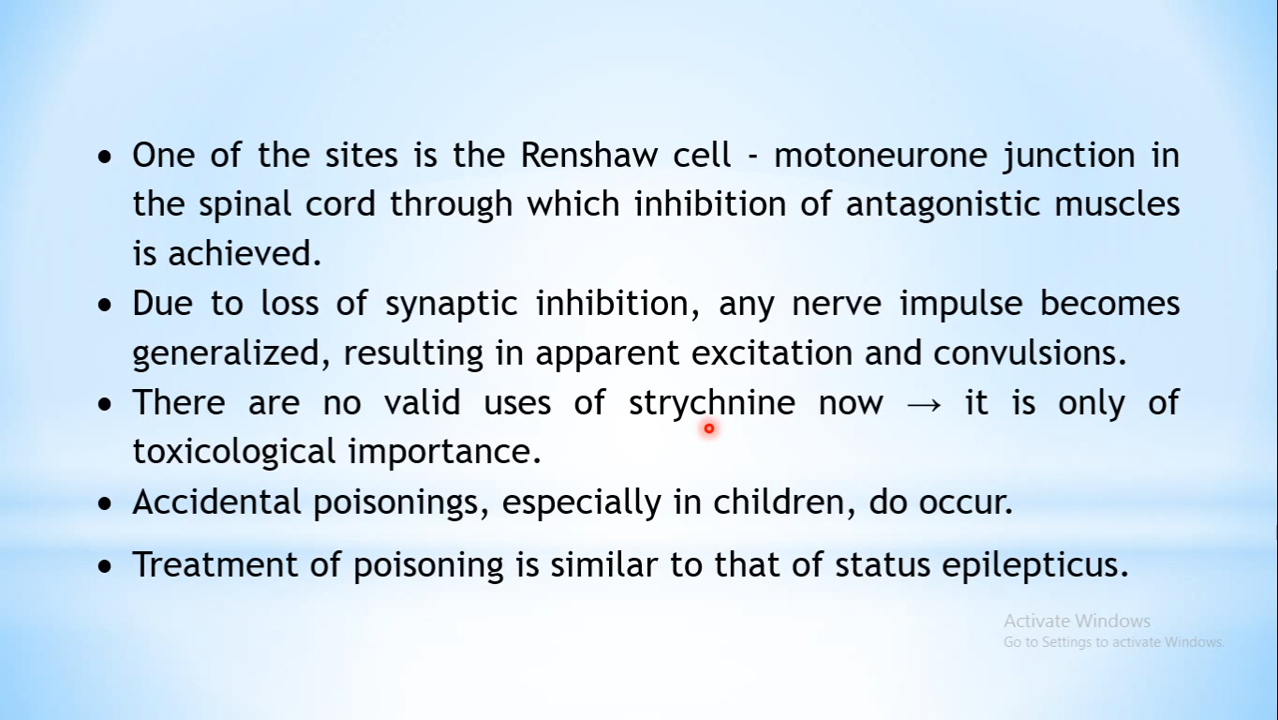 • One of the sites is the Renshaw cell - motoneurone junction in
the spinal cord through which inhibition of antagonistic muscles
is achieved.
• Due to loss of synaptic inhibition, any nerve impulse becomes
generalized, resulting in apparent excitation and convulsions.
• There are no valid uses of strychnine now → it is only of
toxicological importance.
• Accidental poisonings, especially in children, do occur.
• Treatment of poisoning is similar to that of status epilepticus.
Activate Windows
Go to Settings to activate Windows.